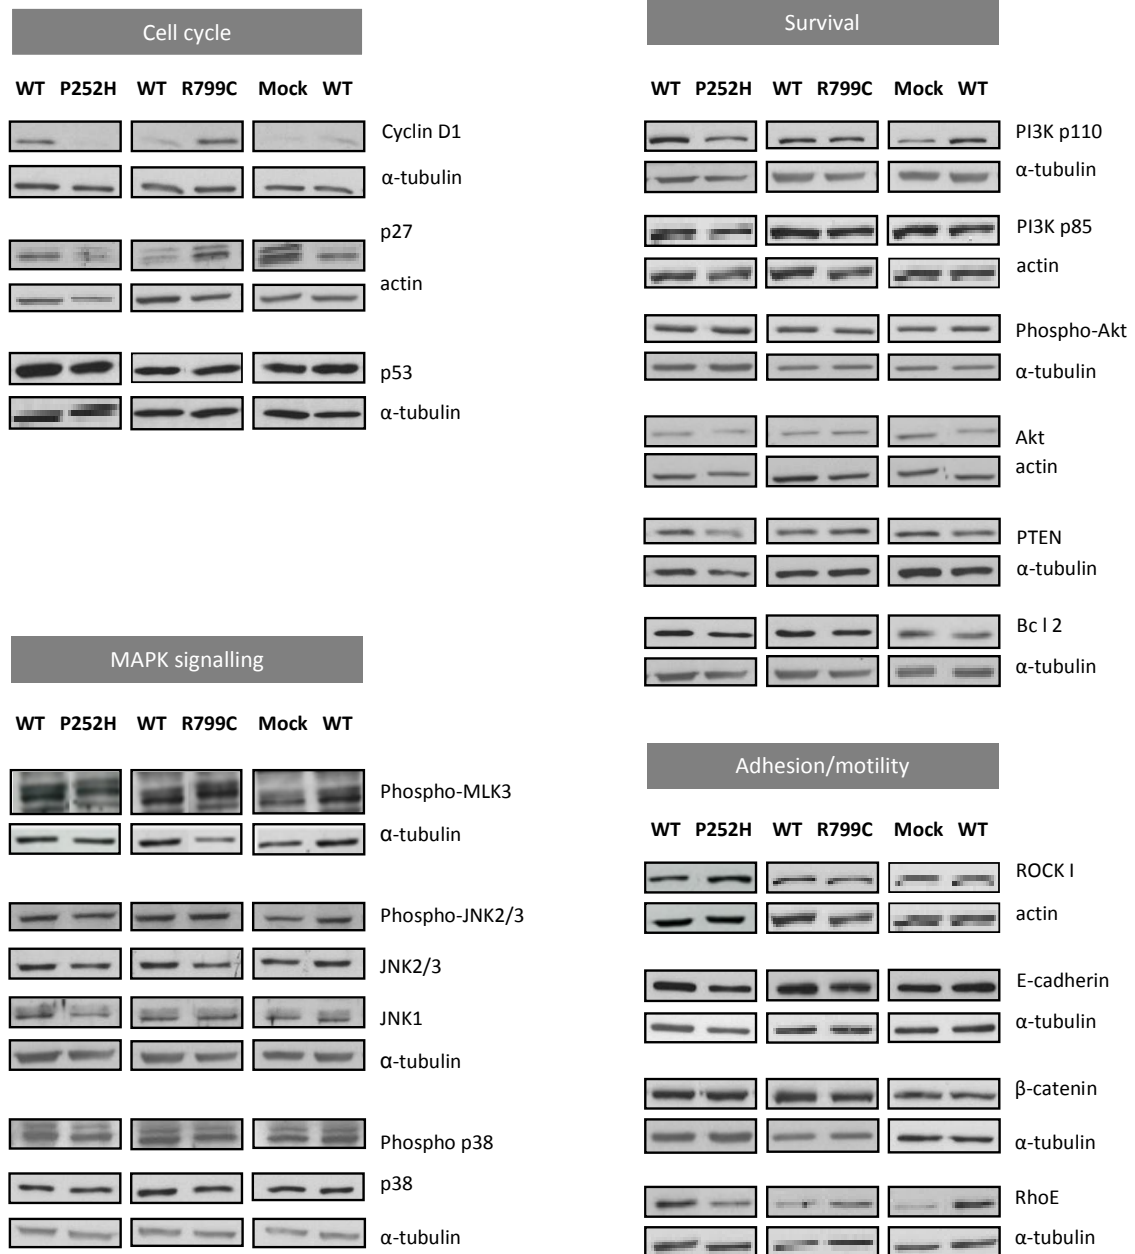 Cell cycle
WT P252H WT R799C Mock WT
Cyclin D1
α-tubulin
p27
actin
p53
α-tubulin
MAPK signalling
WT P252H WT R799C Mock WT
Phospho-MLK3
α-tubulin
Phospho-JNK2/3
JNK2/3
JNK1
α-tubulin
Phospho p38
p38
α-tubulin
Survival
WT P252H WT R799C Mock WT
PI3K p110
α-tubulin
PI3K p85
actin
Phospho-Akt
α-tubulin
Akt
actin
PTEN
α-tubulin
Bc l 2
α-tubulin
Adhesion/motility
WT P252H WT R799C Mock WT
ROCK I
actin
E-cadherin
α-tubulin
β-catenin
α-tubulin
RhoE
α-tubulin